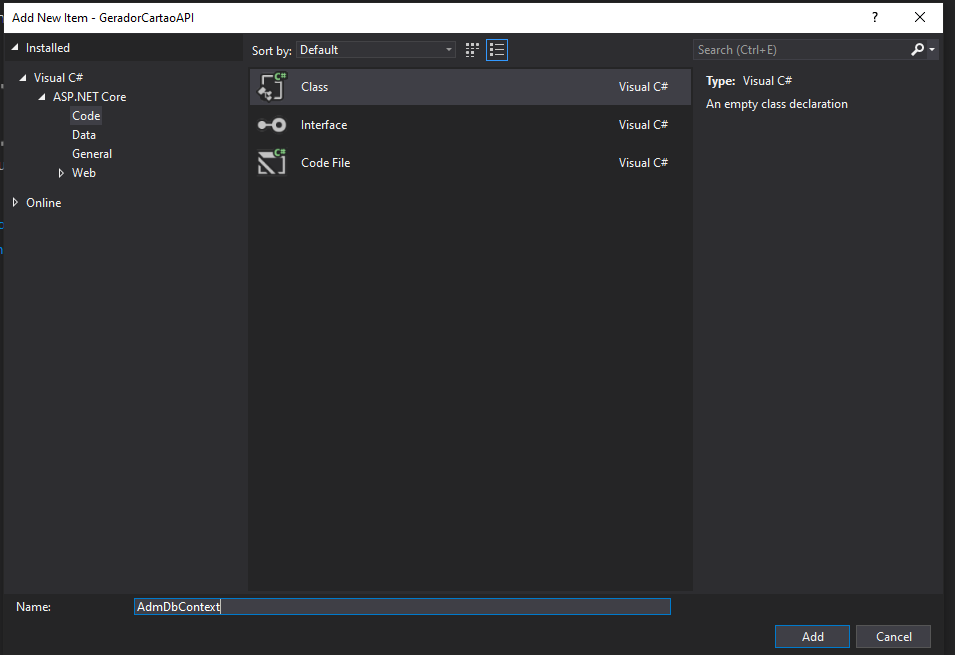 Add New Item - GeradorCartaoAPI ?
Installed
Sort by: Default
Search (Ctrl+E)
Visual C#
ASP.NET Core
Code
Data
General
Web
Online
C# Class Visual C#
Interface Visual C#
C# Code File Visual C#
Type: Visual C#
An empty class declaration
Name: AdmDbContext
Add Cancel